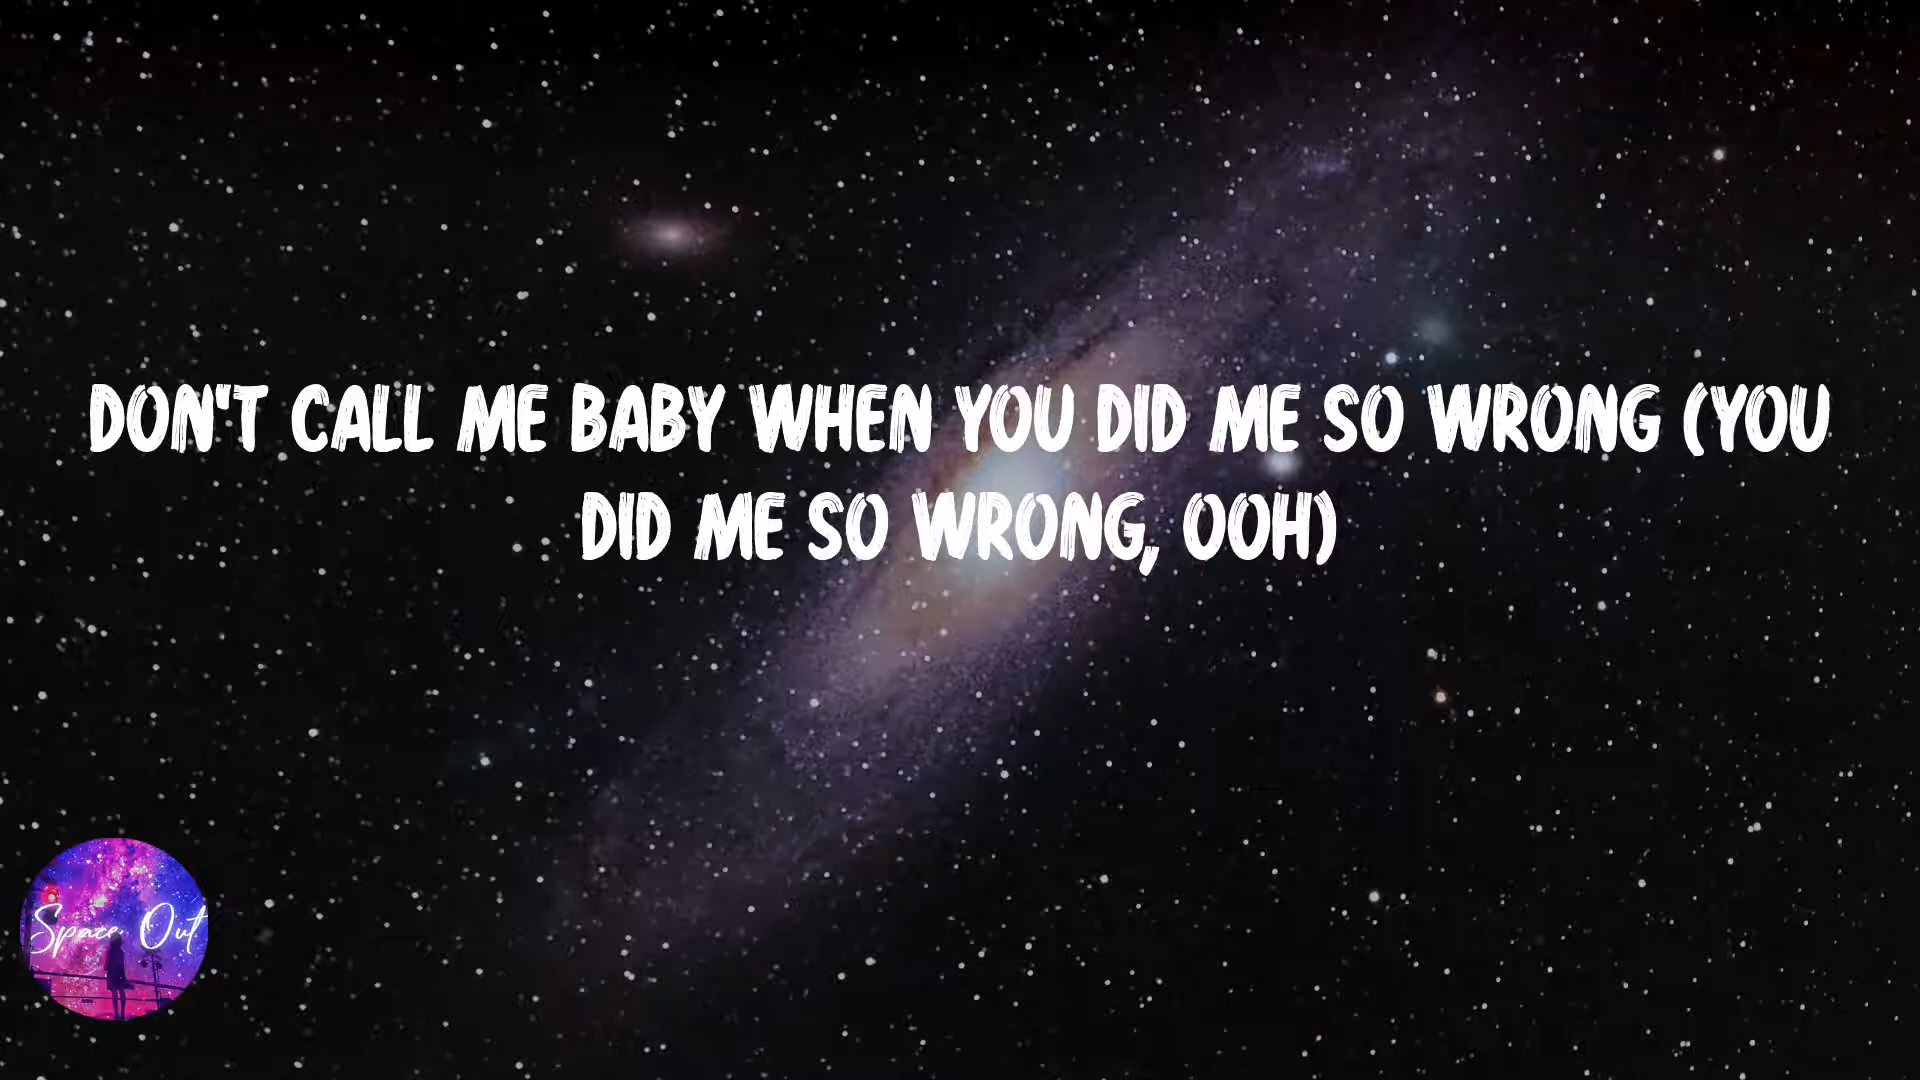 DON'T CALL ME BABY WHEN YOU DID ME SO WRONG (YOU
DID ME SO WRONG, OOH)
Space Out